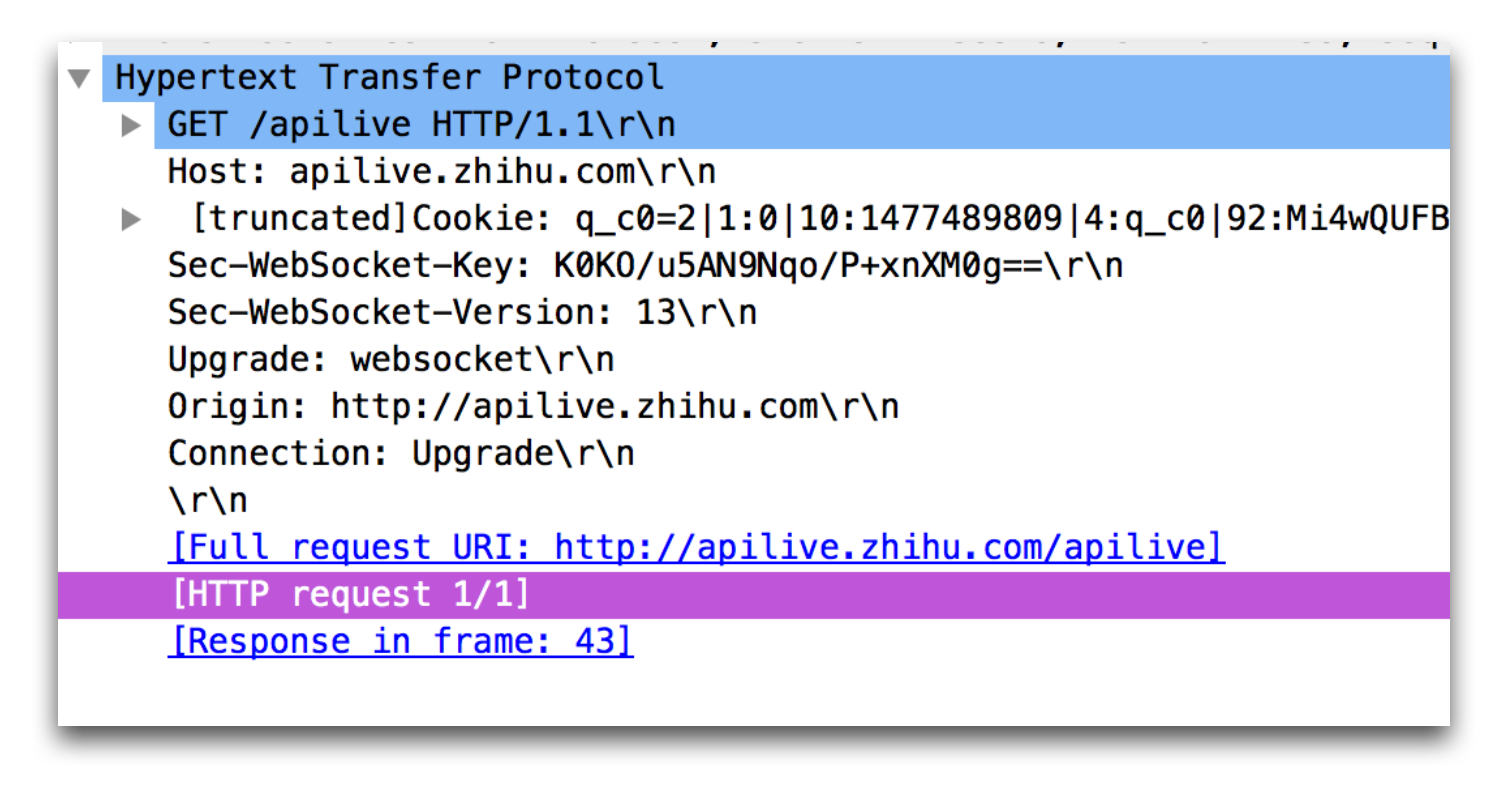 Hypertext Transfer Protocol
GET /apilive HTTP/1.1\r\n
Host: apilive.zhihu.com\r\n
[truncated]Cookie: q_c0=2|1:0|10:1477489809|4:q_c0|92:Mi4wQUFB
Sec-WebSocket-Key: K0KO/u5AN9Nqo/P+xnXM0g==\r\n
Sec-WebSocket-Version: 13\r\n
Upgrade: websocket\r\n
Origin: http://apilive.zhihu.com\r\n
Connection: Upgrade\r\n
\r\n
[Full request URI: http://apilive.zhihu.com/apilive]
[HTTP request 1/1]
[Response in frame: 43]